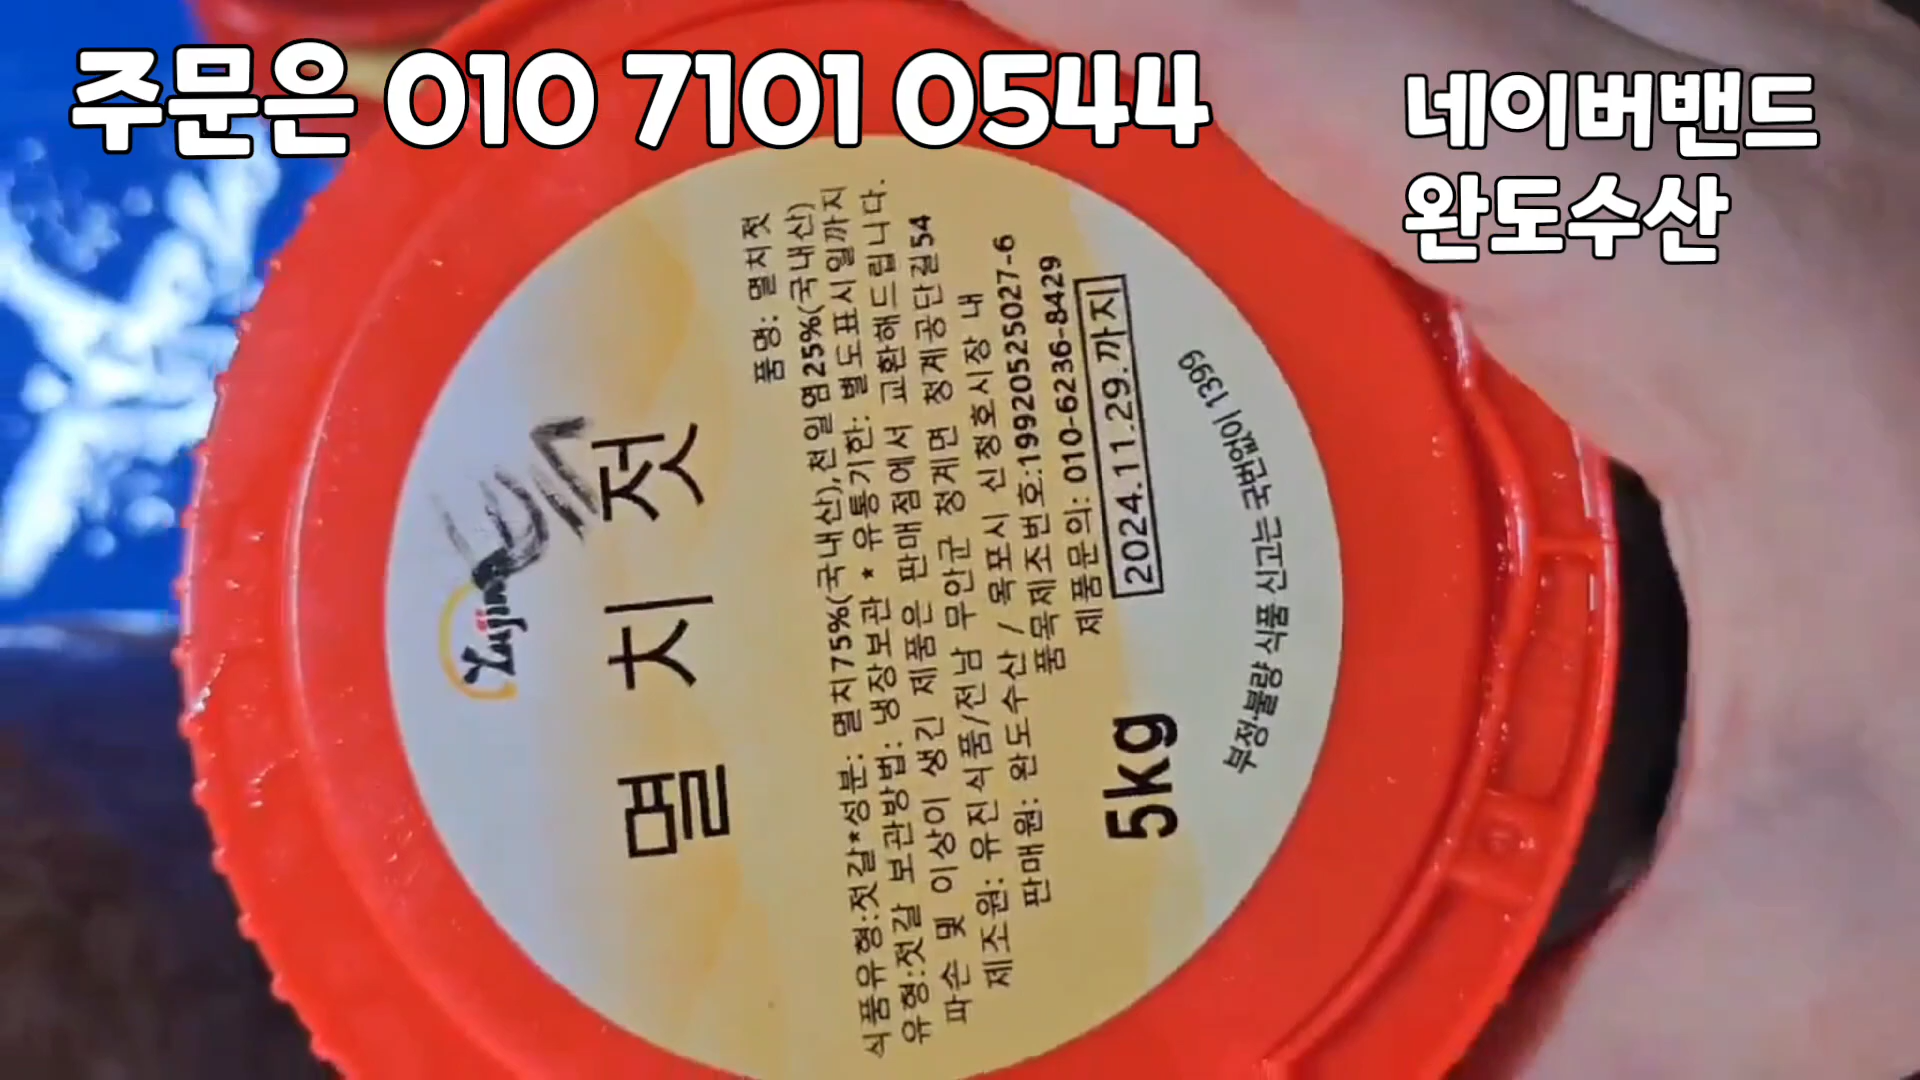 주문은 010 7101 0544
네이버밴드
완도수산
Yujin
멸치젓
품명: 멸치젓
식품유형:젓갈*성분: 멸치75%(국내산),천일염25%(국내산)
유형:젓갈 보관방법: 냉장보관 * 유통기한: 별도표시일까지
파손 및 이상이 생긴 제품은 판매점에서 교환해드립니다.
제조원: 유진식품/전남 무안군 청계면 청계공단길54
판매원: 완도수산 / 목포시 신청호시장 내
품목제조번호:19920525027-6
제품문의: 010-6236-8429
2024.11.29.까지
5kg
부정·불량 식품 신고는 국번없이 1399